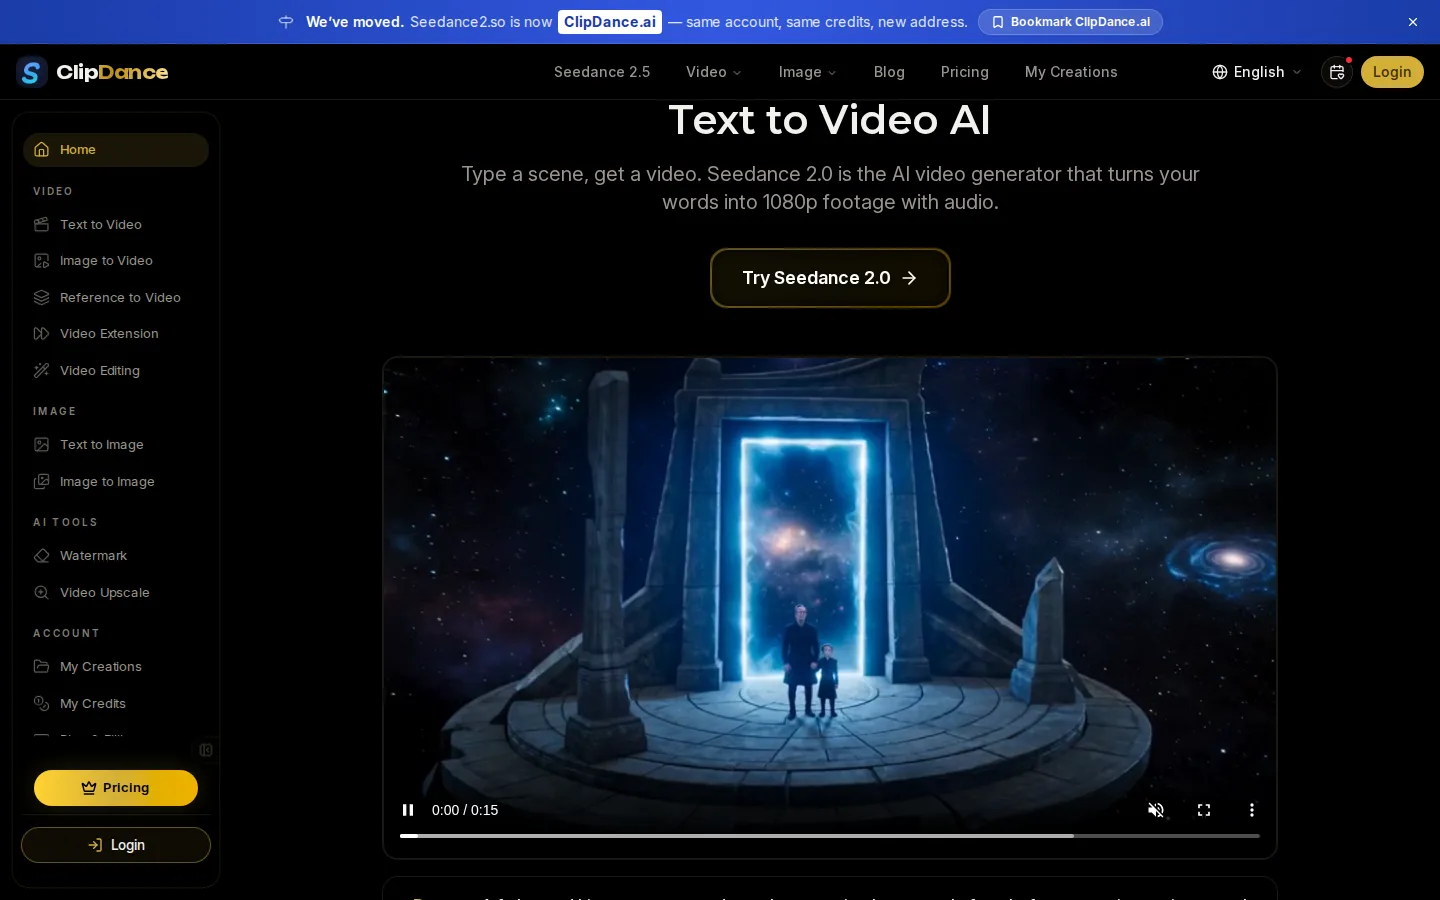 We've moved. Seedance2.so is now ClipDance.ai — same account, same credits, new address. Bookmark ClipDance.ai
ClipDance
Seedance 2.5 Video Image Blog Pricing My Creations English Login
Home
VIDEO
Text to Video
Image to Video
Reference to Video
Video Extension
Video Editing
IMAGE
Text to Image
Image to Image
AI TOOLS
Watermark
Video Upscale
ACCOUNT
My Creations
My Credits
Pricing
Login
Text to Video AI
Type a scene, get a video. Seedance 2.0 is the AI video generator that turns your
words into 1080p footage with audio.
Try Seedance 2.0
0:00 / 0:15